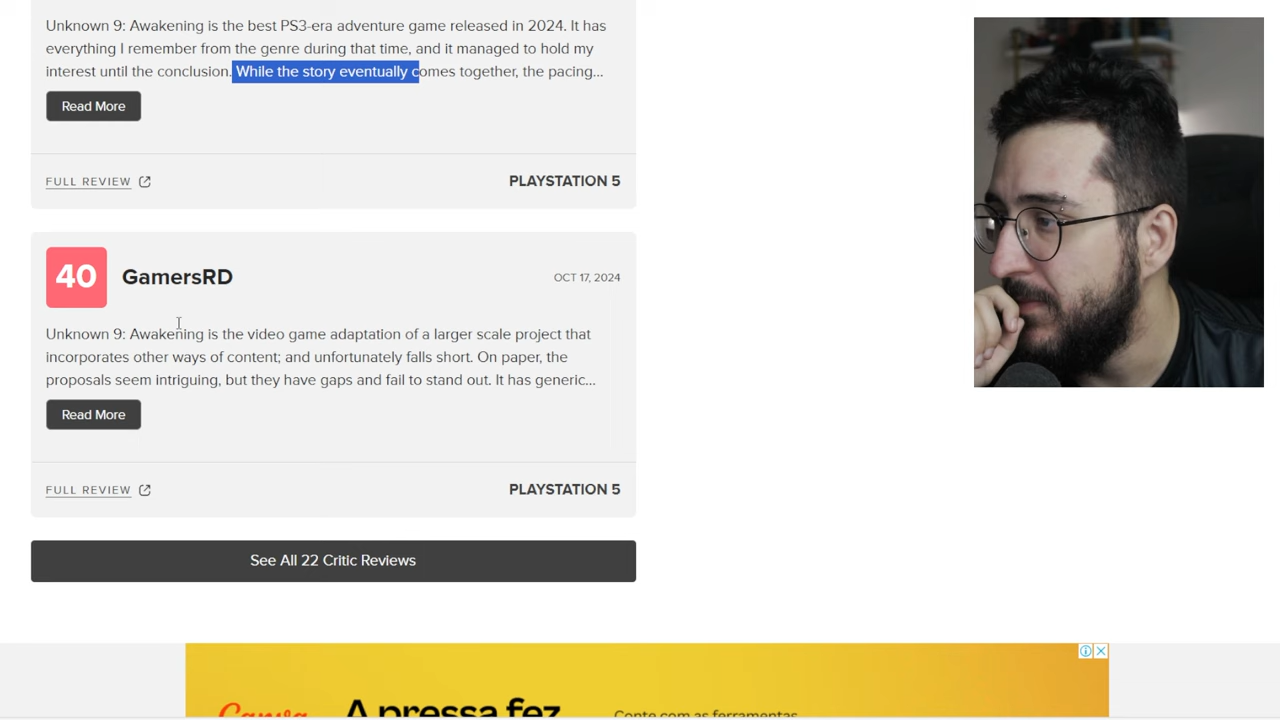 Unknown 9: Awakening is the best PS3-era adventure game released in 2024. It has
everything I remember from the genre during that time, and it managed to hold my
interest until the conclusion. While the story eventually comes together, the pacing...
Read More
FULL REVIEW
PLAYSTATION 5
40
GamersRD
OCT 17, 2024
Unknown 9: Awakening is the video game adaptation of a larger scale project that
incorporates other ways of content; and unfortunately falls short. On paper, the
proposals seem intriguing, but they have gaps and fail to stand out. It has generic...
Read More
FULL REVIEW
PLAYSTATION 5
See All 22 Critic Reviews
Canva
A pressa fez
Conte com as ferramentas